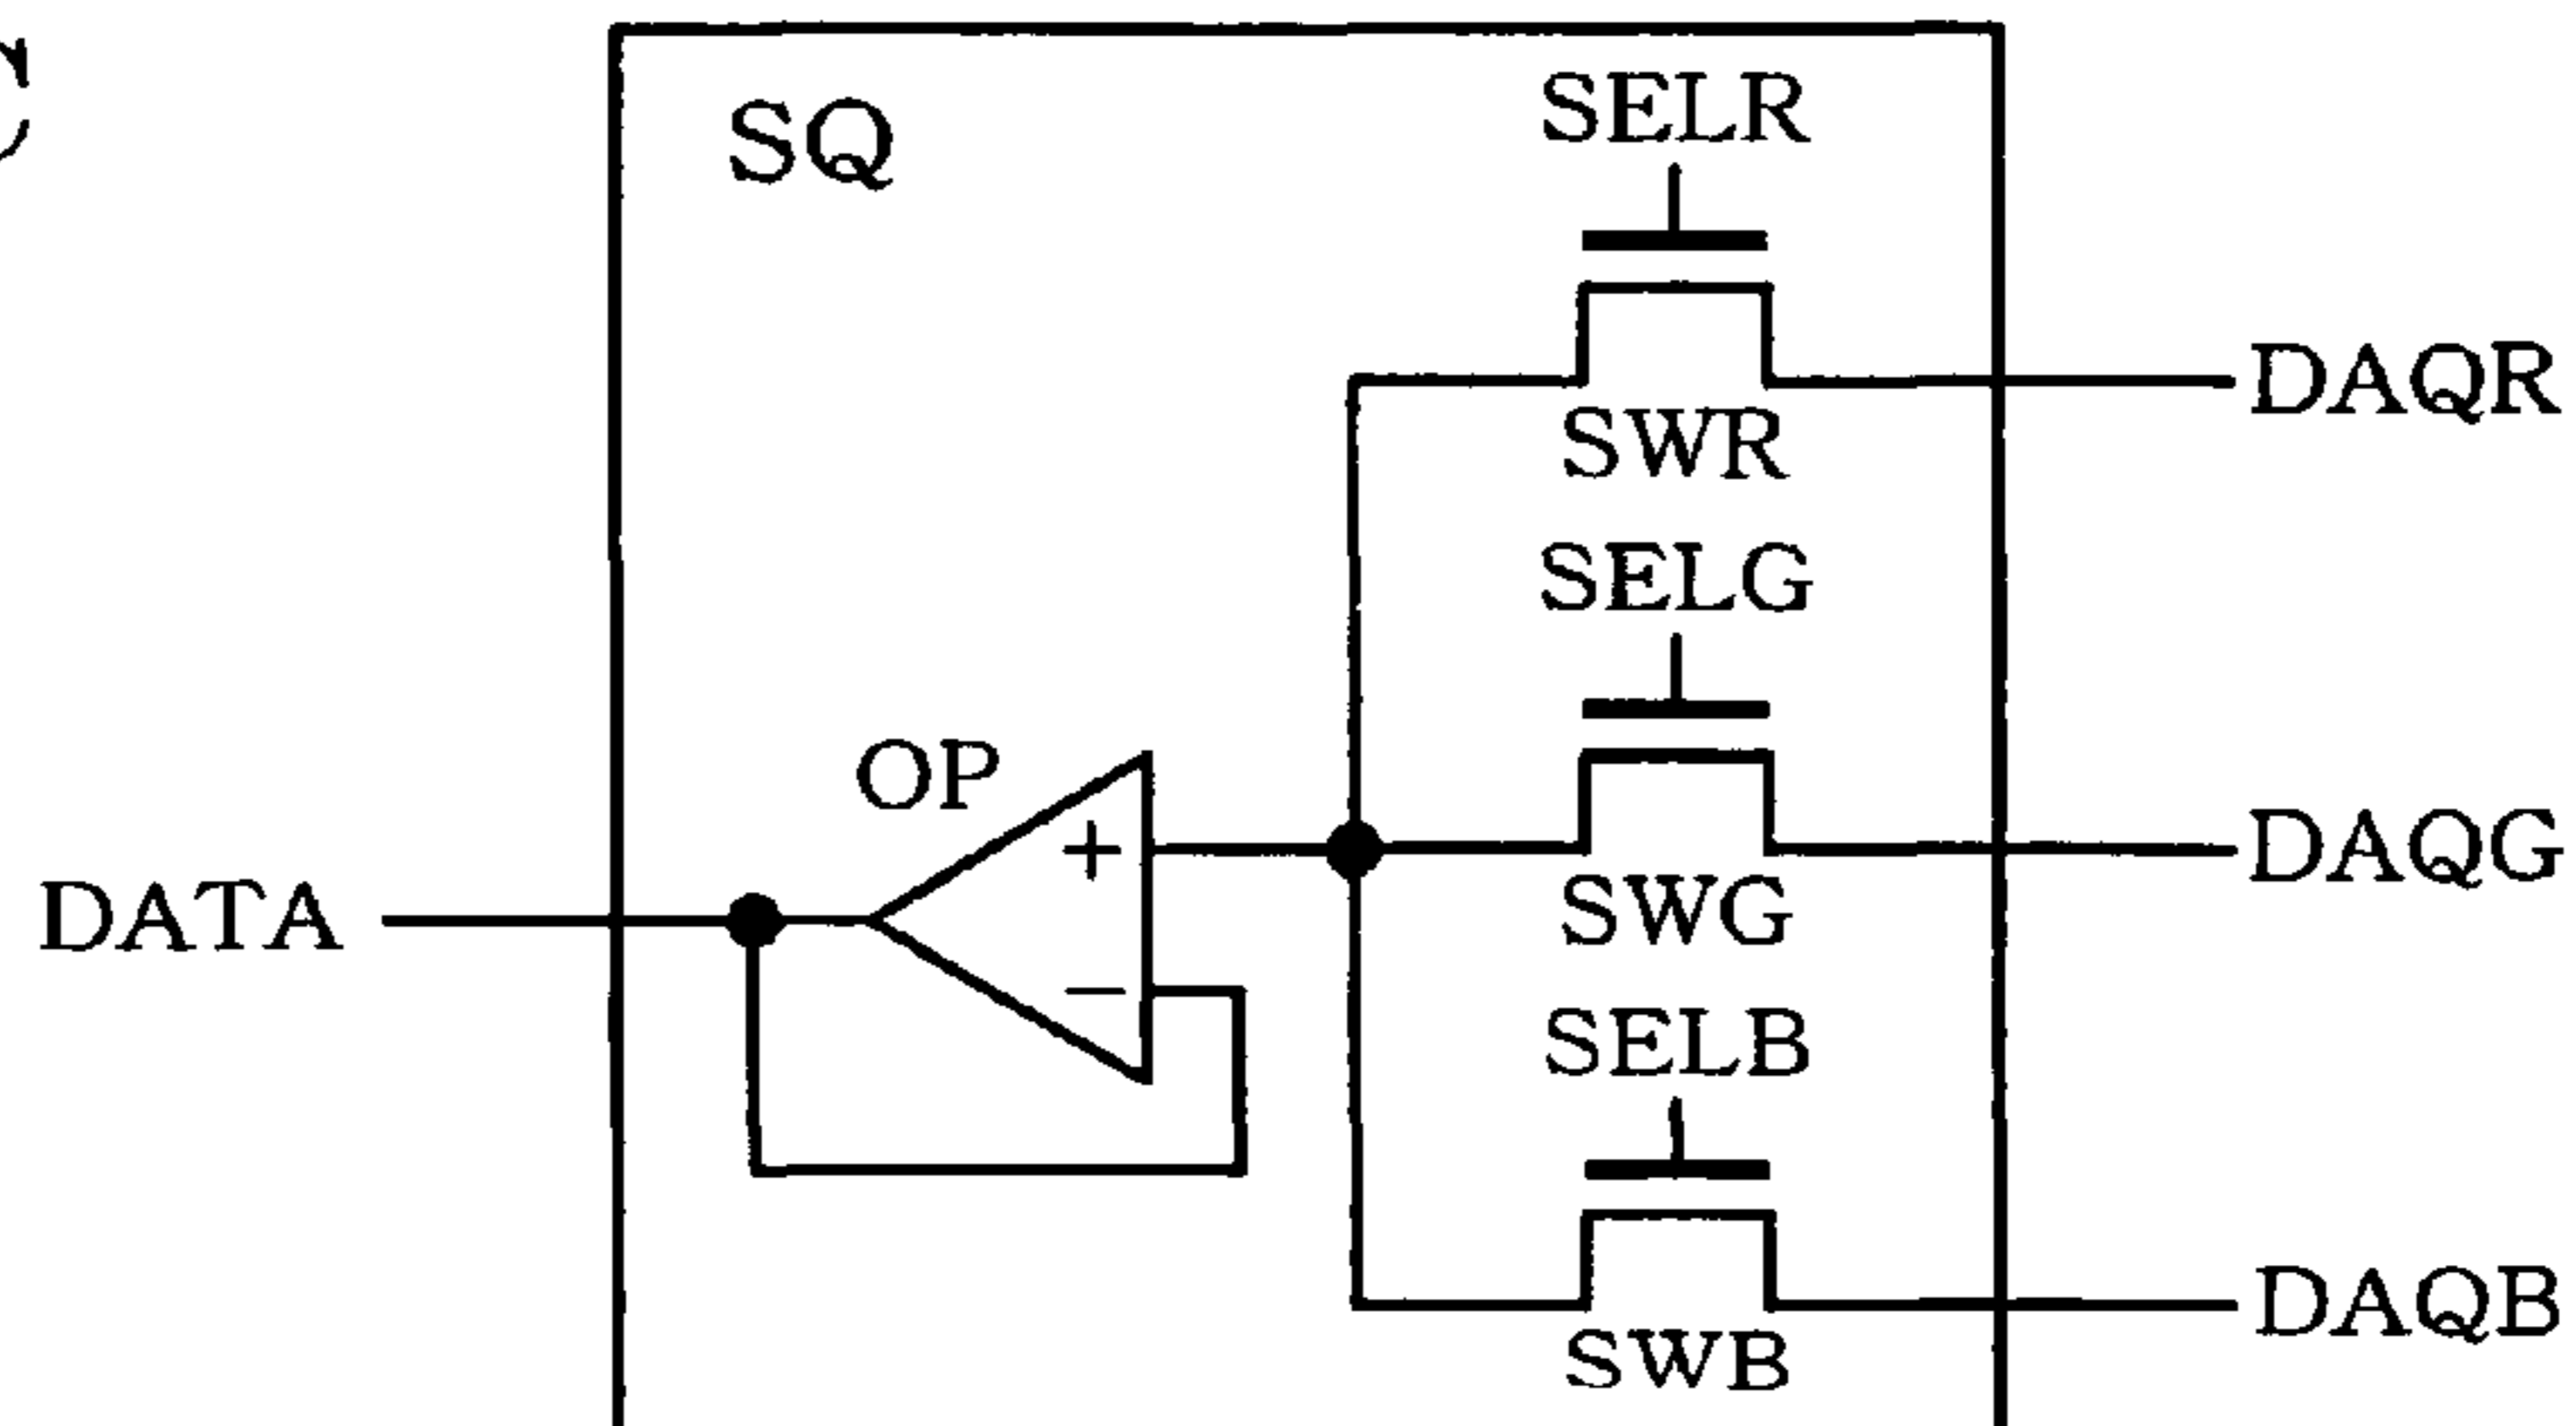 C
SQ
SELR
DAQR
SWR
SELG
OP
+
DAQG
SWG
DATA
−
SELB
DAQB
SWB